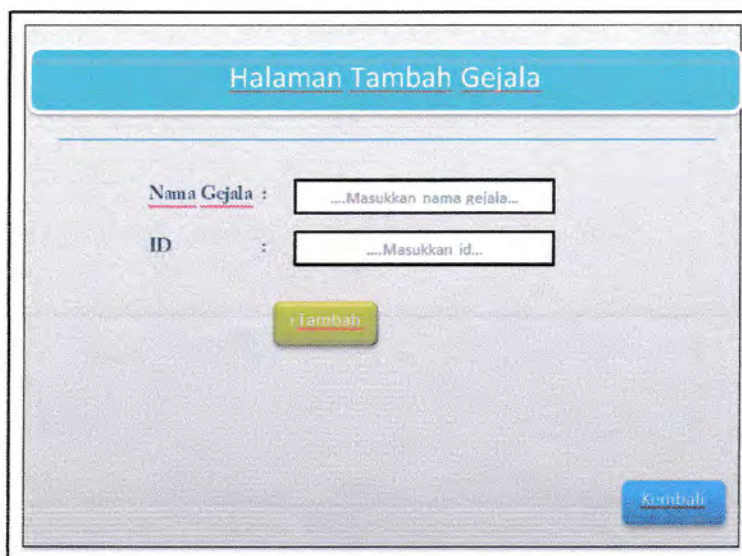 Halaman Tambah Gejala
Nama Gejala :
....Masukkan nama gejala...
ID :
....Masukkan id...
+Tambah
Kembali